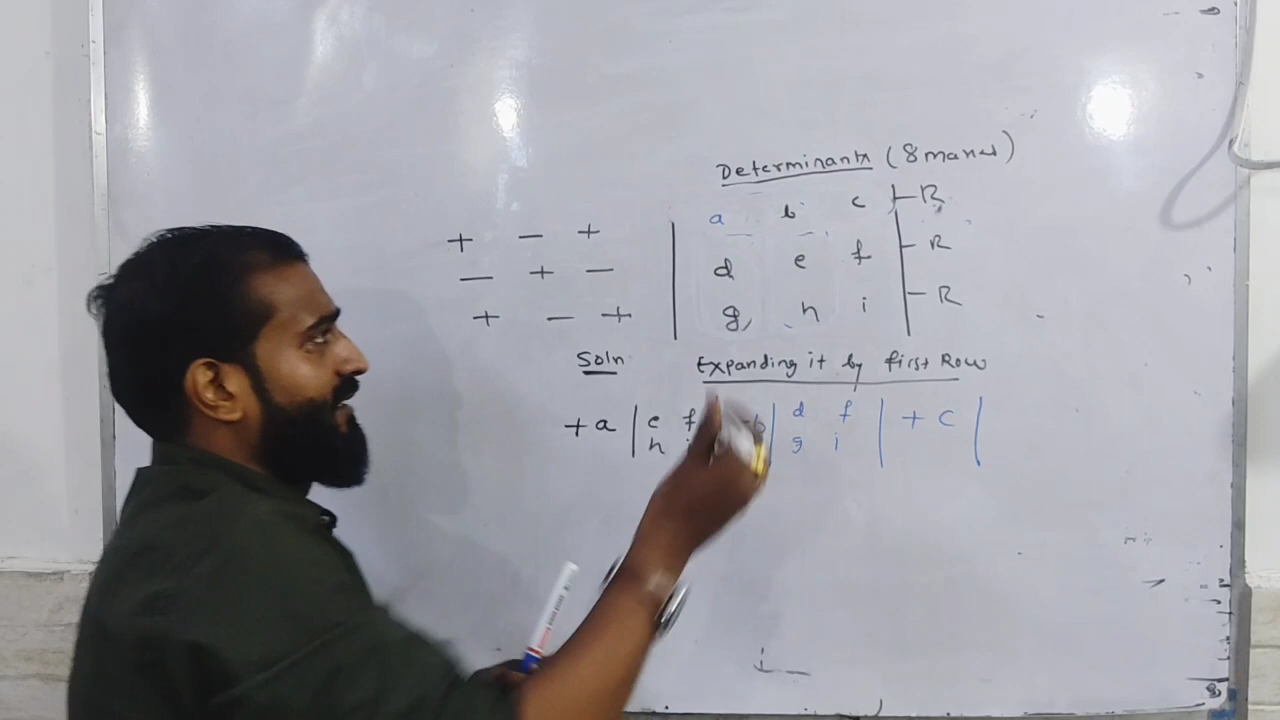 Determinants (8 marks)
+ − + | a b c | − R
− + − | d e f | − R
+ − + | g h i | − R
Soln Expanding it by first Row
+ a | e f − b | d f | + c |
h i g i